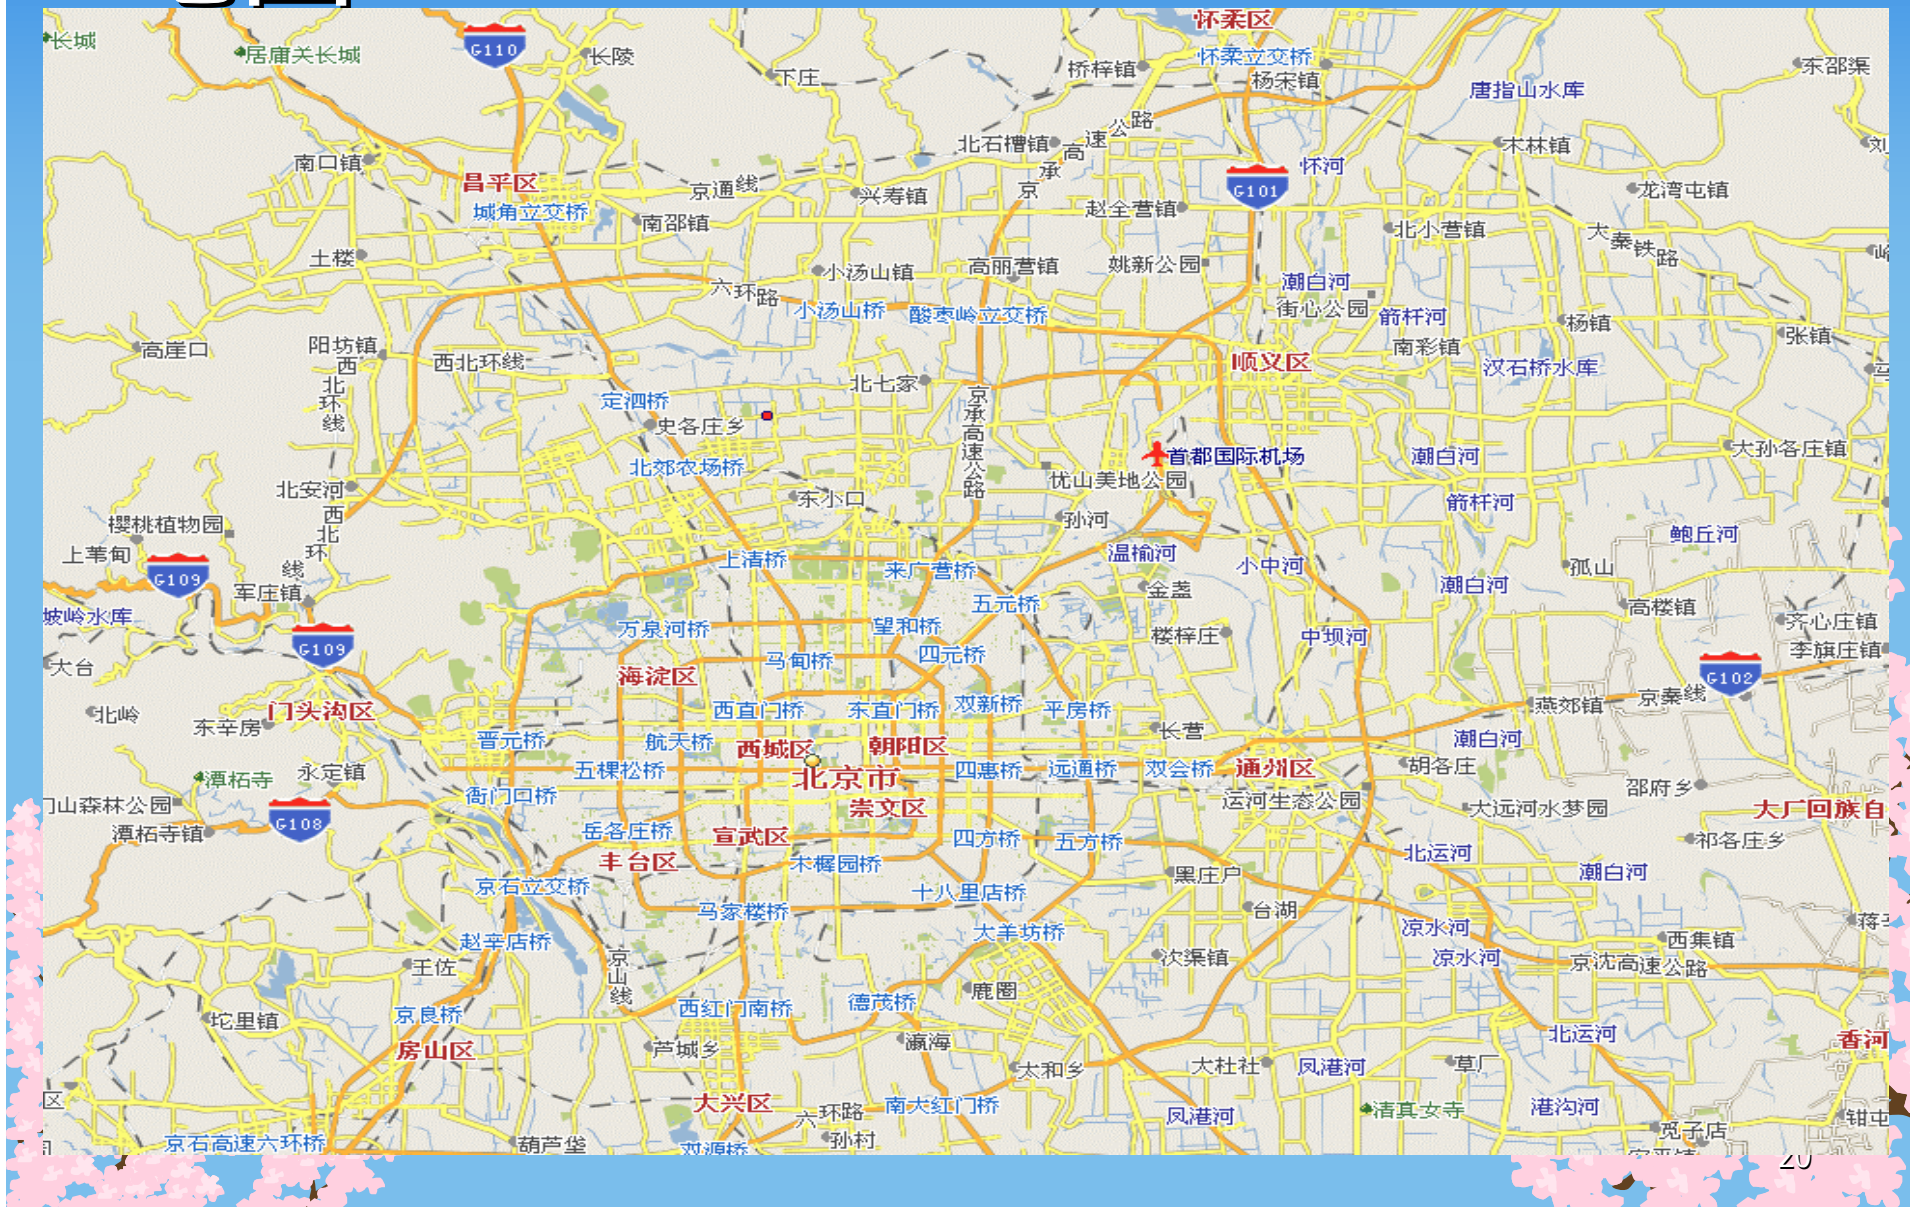 怀柔区
长城
居庸关长城
G110
长陵
下庄
桥梓镇
怀柔立交桥
杨宋镇
唐指山水库
东邵渠
北石槽镇
京承高速公路
木林镇
南口镇
昌平区
京通线
兴寿镇
怀河
G101
龙湾屯镇
城角立交桥
南邵镇
赵全营镇
北小营镇
大秦铁路
土楼
小汤山镇
高丽营镇
姚新公园
潮白河
六环路
小汤山桥
酸枣岭立交桥
街心公园
箭杆河
杨镇
张镇
高崖口
阳坊镇
西北环线
西北环线
南彩镇
顺义区
汉石桥水库
北七家
定泗桥
史各庄乡
京承高速公路
首都国际机场
潮白河
大孙各庄镇
北郊农场桥
东小口
忧山美地公园
北安河
箭杆河
樱桃植物园
西北环线
孙河
鲍丘河
上苇甸
上清桥
来广营桥
温榆河
小中河
孤山
G109
军庄镇
金盏
潮白河
坡岭水库
五元桥
高楼镇
齐心庄镇
万泉河桥
望和桥
楼梓庄
中坝河
G109
大台
马甸桥
四元桥
李旗庄镇
海淀区
G102
北岭
东辛房
门头沟区
西直门桥
东直门桥
双新桥
平房桥
燕郊镇
京秦线
晋元桥
航天桥
西城区
朝阳区
长营
潮白河
潭柘寺
永定镇
五棵松桥
北京市
四惠桥
远通桥
双会桥
通州区
胡各庄
门山森林公园
衙门口桥
崇文区
运河生态公园
大远河水梦园
邵府乡
大厂回族自
G108
潭柘寺镇
岳各庄桥
宣武区
四方桥
五方桥
祁各庄乡
丰台区
木樨园桥
北运河
黑庄户
潮白河
京石立交桥
十八里店桥
马家楼桥
台湖
凉水河
赵辛店桥
大羊坊桥
西集镇
王佐
京山线
次渠镇
凉水河
京沈高速公路
京良桥
西红门南桥
德茂桥
鹿圈
坨里镇
北运河
房山区
芦城乡
瀛海
香河
太和乡
大杜社
凤港河
草厂
区
大兴区
六环路
南大红门桥
凤港河
清真女寺
港沟河
钳屯
京石高速六环桥
葫芦垡
双源桥
孙村
觅子店
20